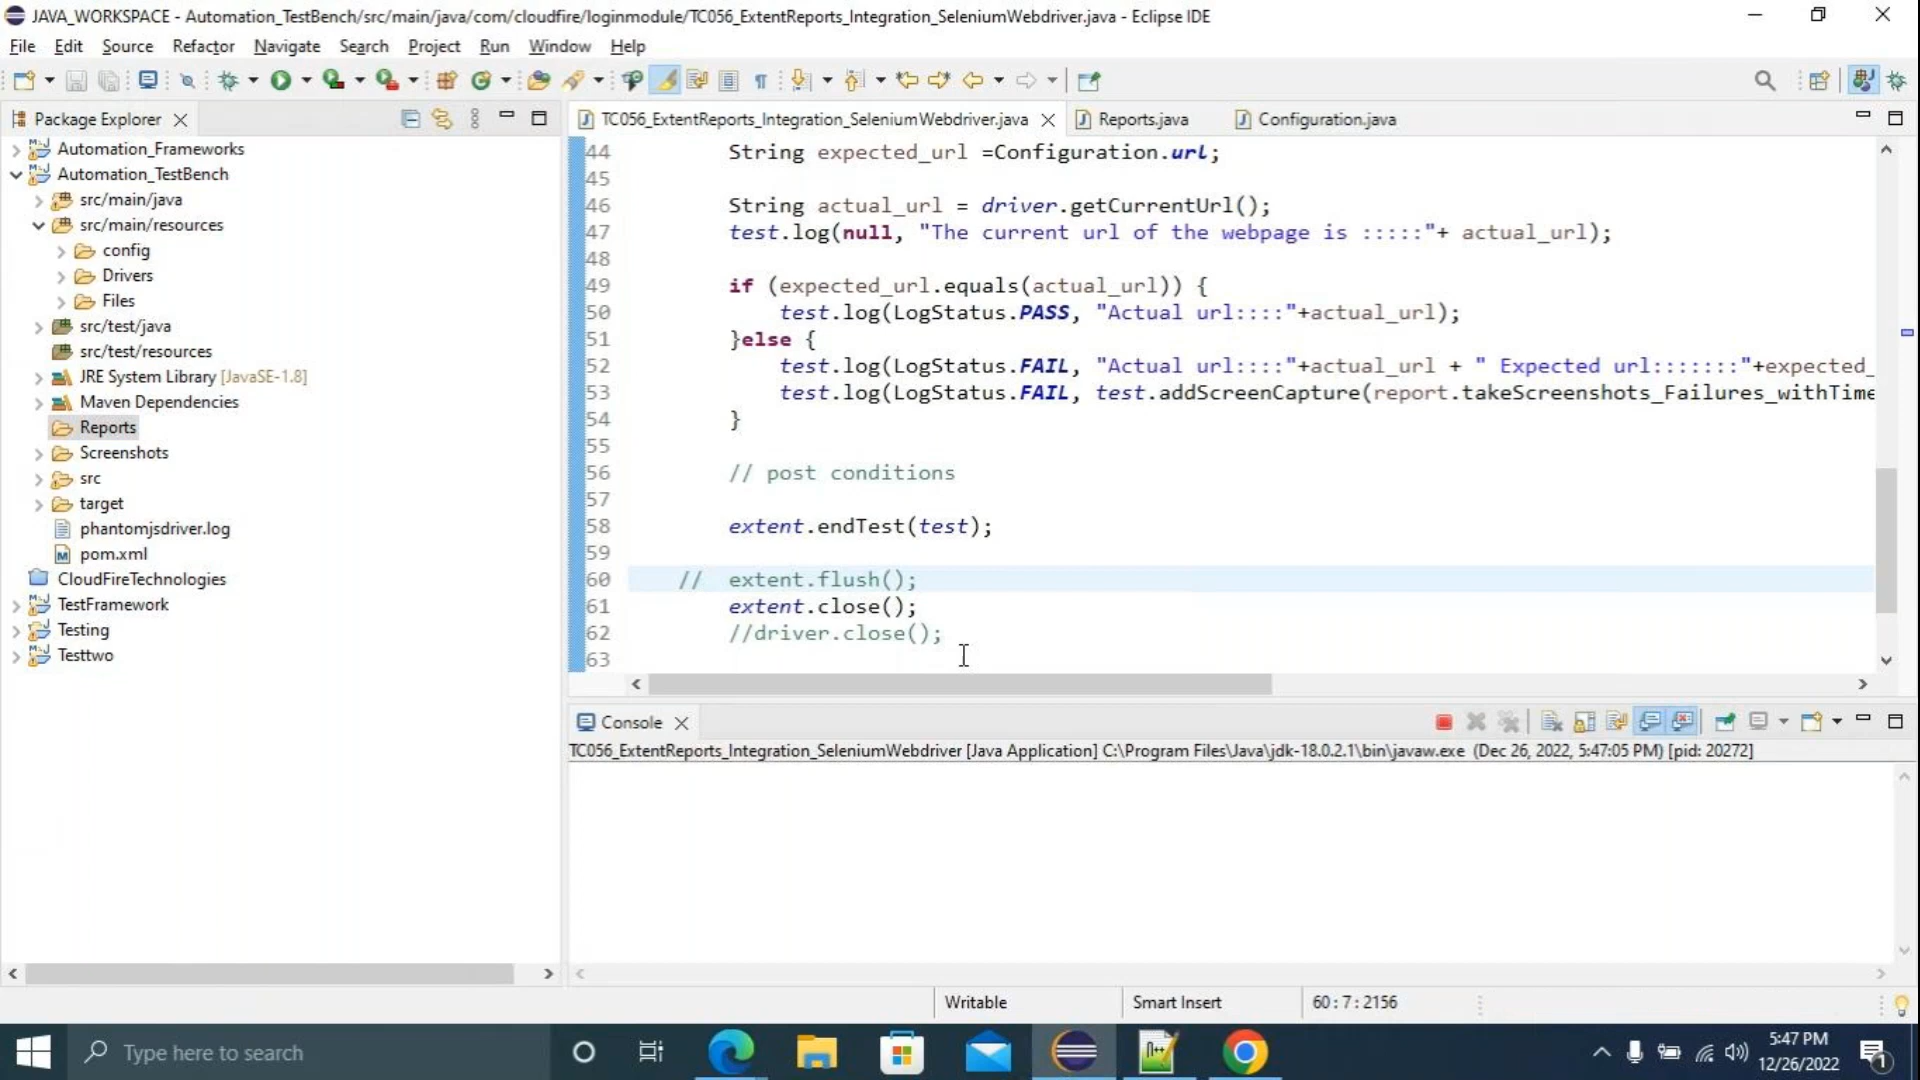 JAVA_WORKSPACE - Automation_TestBench/src/main/java/com/cloudfire/loginmodule/TC056_ExtentReports_Integration_SeleniumWebdriver.java - Eclipse IDE
File Edit Source Refactor Navigate Search Project Run Window Help
Package Explorer
Automation_Frameworks
Automation_TestBench
src/main/java
src/main/resources
config
Drivers
Files
src/test/java
src/test/resources
JRE System Library [JavaSE-1.8]
Maven Dependencies
Reports
Screenshots
src
target
phantomjsdriver.log
pom.xml
CloudFireTechnologies
TestFramework
Testing
Testtwo
TC056_ExtentReports_Integration_SeleniumWebdriver.java Reports.java Configuration.java
44 String expected_url =Configuration.url;
45
46 String actual_url = driver.getCurrentUrl();
47 test.log(null, "The current url of the webpage is :::::"+ actual_url);
48
49 if (expected_url.equals(actual_url)) {
50 test.log(LogStatus.PASS, "Actual url::::"+actual_url);
51 }else {
52 test.log(LogStatus.FAIL, "Actual url::::"+actual_url + " Expected url:::::::"+expected_
53 test.log(LogStatus.FAIL, test.addScreenCapture(report.takeScreenshots_Failures_withTime
54 }
55
56 // post conditions
57
58 extent.endTest(test);
59
60 // extent.flush();
61 extent.close();
62 //driver.close();
63
Console
TC056_ExtentReports_Integration_SeleniumWebdriver [Java Application] C:\Program Files\Java\jdk-18.0.2.1\bin\javaw.exe (Dec 26, 2022, 5:47:05 PM) [pid: 20272]
Writable Smart Insert 60 : 7 : 2156
Type here to search
5:47 PM
12/26/2022
1